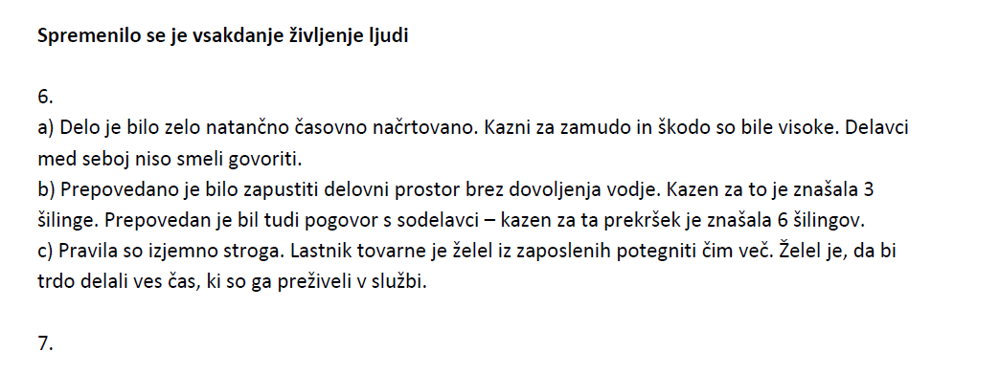 Spremenilo se je vsakdanje življenje ljudi
6.
a) Delo je bilo zelo natančno časovno načrtovano. Kazni za zamudo in škodo so bile visoke. Delavci
med seboj niso smeli govoriti.
b) Prepovedano je bilo zapustiti delovni prostor brez dovoljenja vodje. Kazen za to je znašala 3
šilinge. Prepovedan je bil tudi pogovor s sodelavci – kazen za ta prekršek je znašala 6 šilingov.
c) Pravila so izjemno stroga. Lastnik tovarne je želel iz zaposlenih potegniti čim več. Želel je, da bi
trdo delali ves čas, ki so ga preživeli v službi.
7.